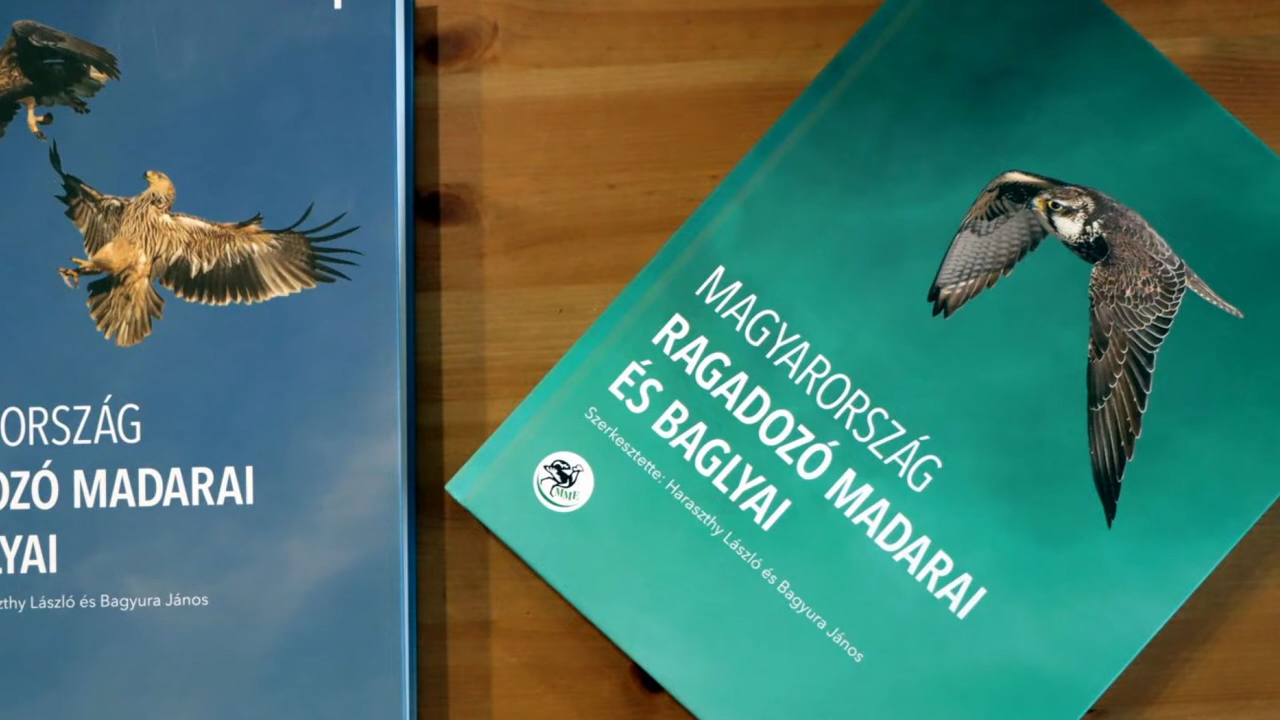 ORSZÁG
OZÓ MADARAI
LYAI
zthy László és Bagyura János
MAGYARORSZÁG
RAGADOZÓ MADARAI
ÉS BAGLYAI
Szerkesztette: Haraszthy László és Bagyura János
MME